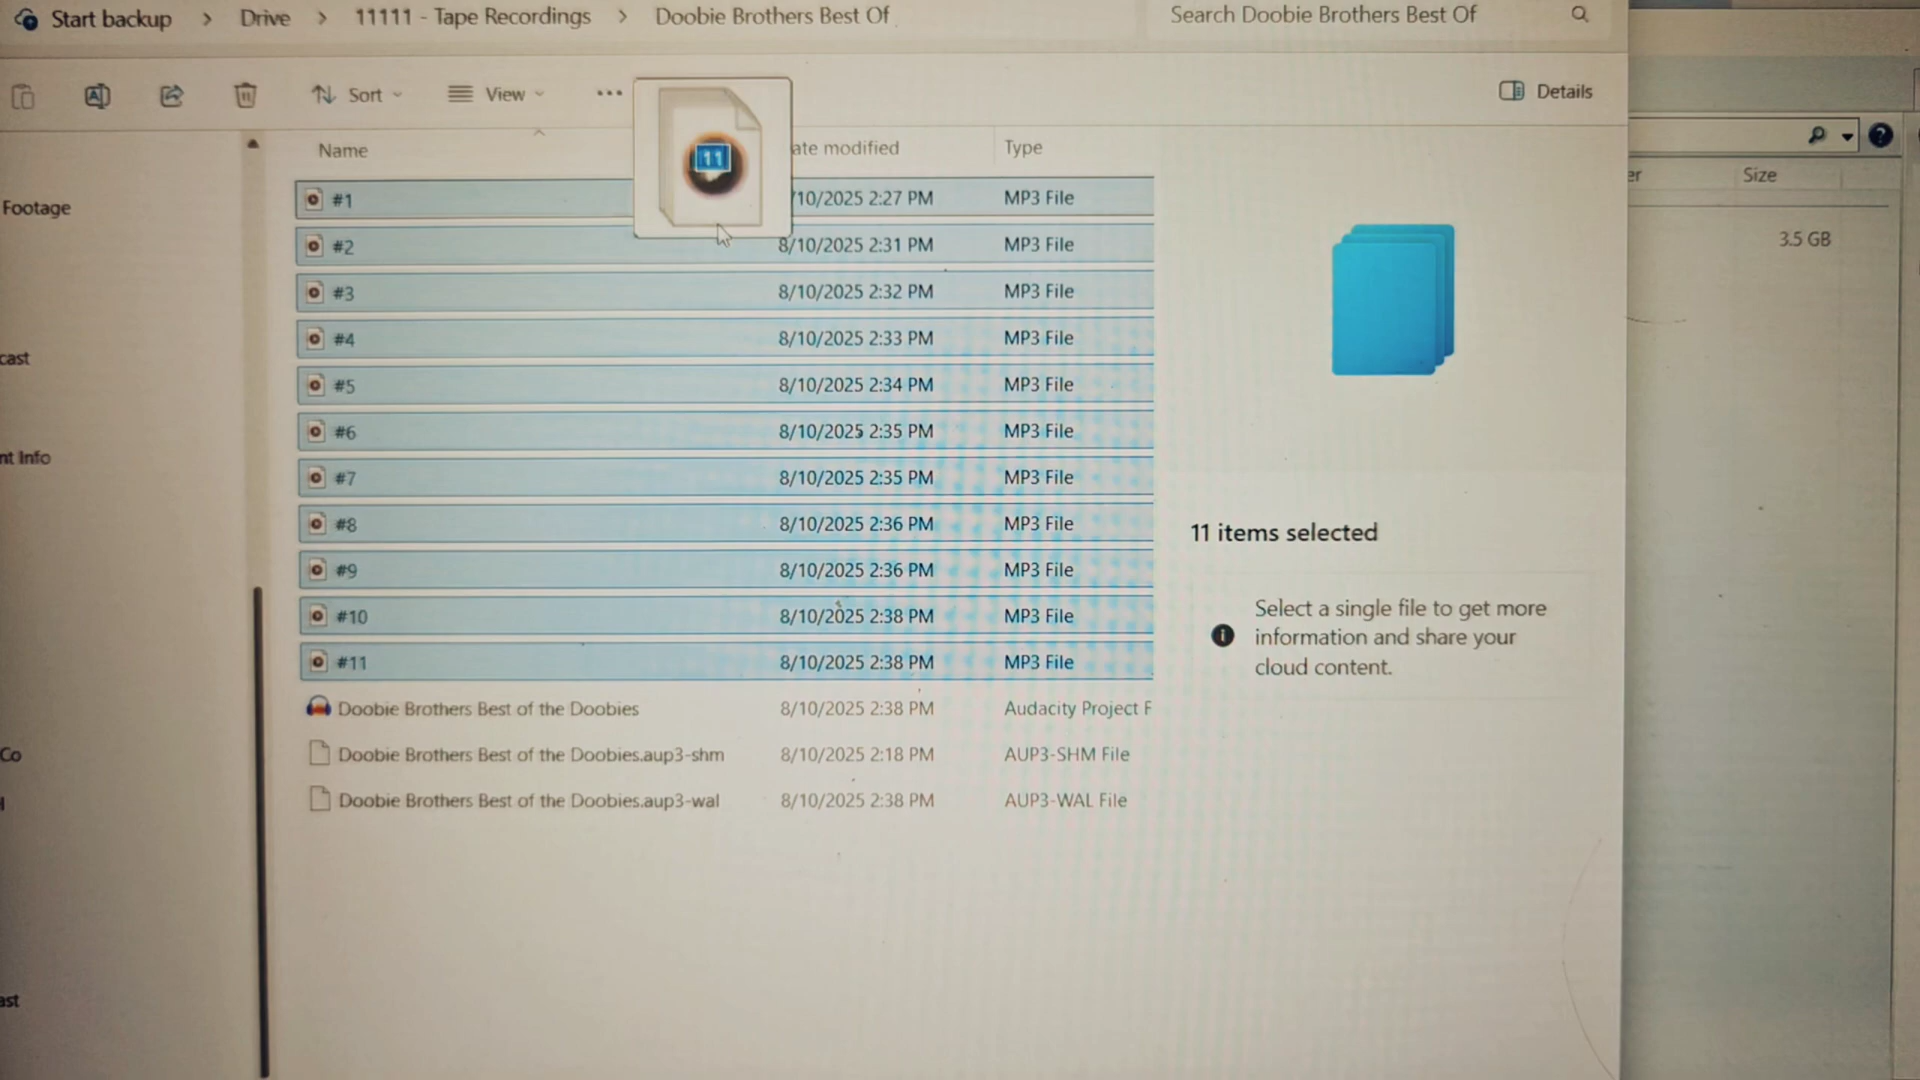 Start backup > Drive > 11111 - Tape Recordings > Doobie Brothers Best Of
Search Doobie Brothers Best Of
Sort
View
Details
Name
ate modified
Type
#1 /10/2025 2:27 PM MP3 File
#2 8/10/2025 2:31 PM MP3 File
#3 8/10/2025 2:32 PM MP3 File
#4 8/10/2025 2:33 PM MP3 File
#5 8/10/2025 2:34 PM MP3 File
#6 8/10/2025 2:35 PM MP3 File
#7 8/10/2025 2:35 PM MP3 File
#8 8/10/2025 2:36 PM MP3 File
#9 8/10/2025 2:36 PM MP3 File
#10 8/10/2025 2:38 PM MP3 File
#11 8/10/2025 2:38 PM MP3 File
Doobie Brothers Best of the Doobies 8/10/2025 2:38 PM Audacity Project F
Doobie Brothers Best of the Doobies.aup3-shm 8/10/2025 2:18 PM AUP3-SHM File
Doobie Brothers Best of the Doobies.aup3-wal 8/10/2025 2:38 PM AUP3-WAL File
11
Footage
cast
nt Info
Co
ast
11 items selected
Select a single file to get more
information and share your
cloud content.
er
Size
3.5 GB